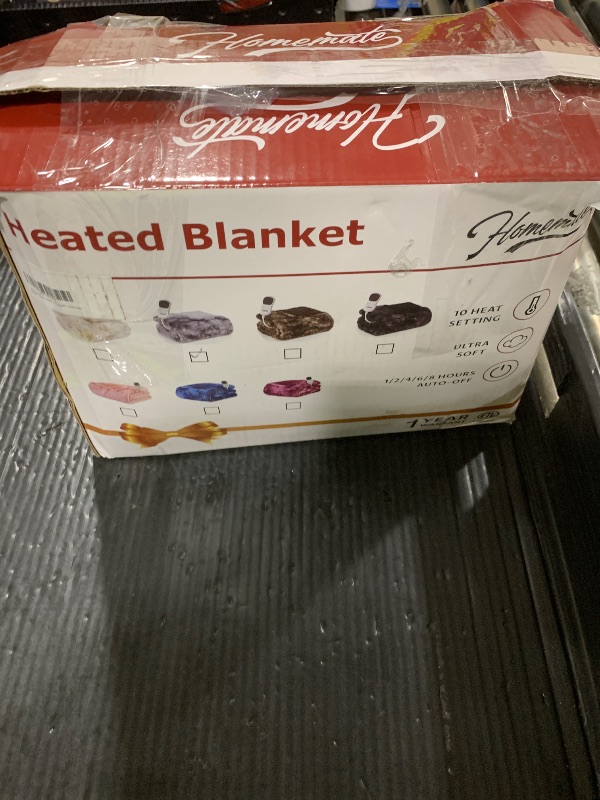 Homemate
Homemate
Heated Blanket
Homemate
10 HEAT
SETTING
ULTRA
SOFT
1/2/4/6/8 HOURS
AUTO-OFF
1 YEAR
WARRANTY